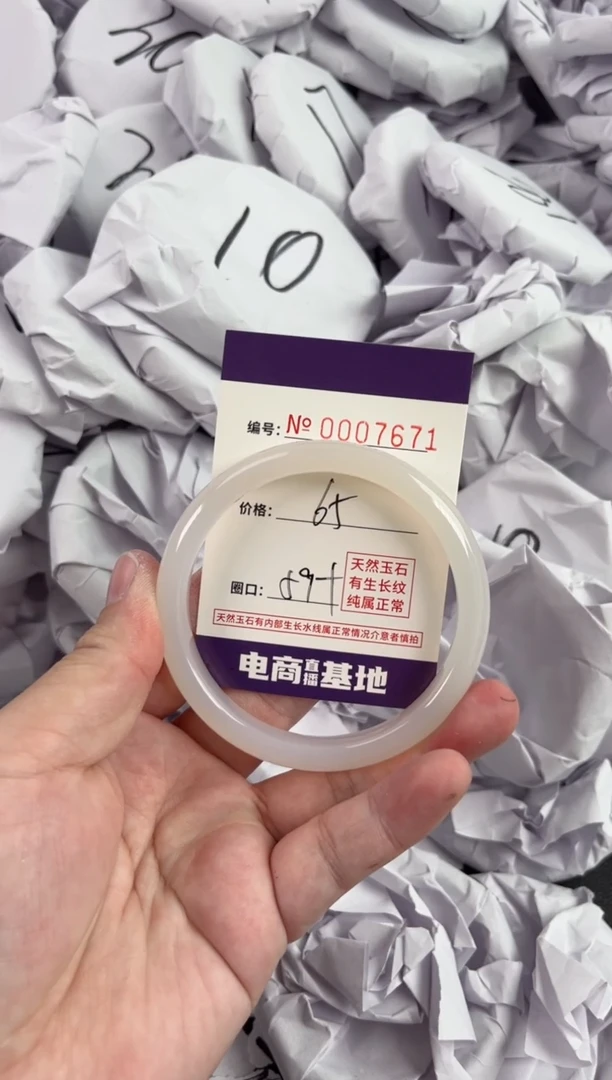 30
7
2
10
编号: № 0007671
价格: 65
圈口: 59+
天然玉石
有生长纹
纯属正常
天然玉石有内部生长水线属正常情况介意者慎拍
电商直播基地